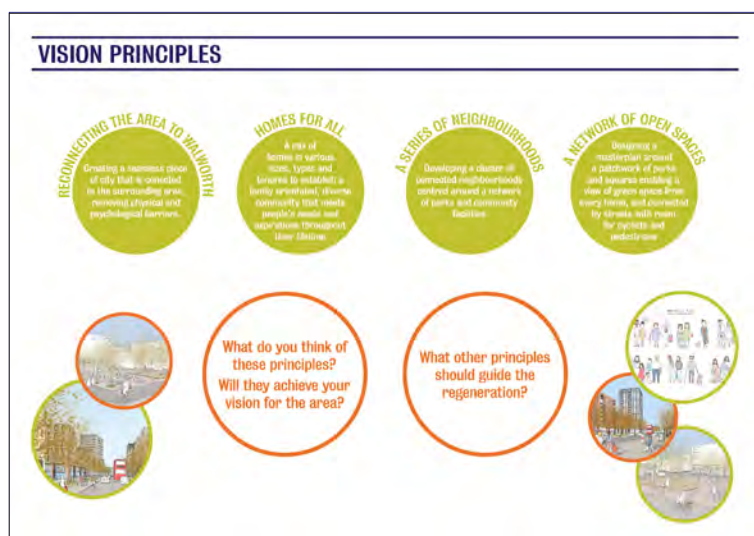 VISION PRINCIPLES
RECONNECTING THE AREA TO WALWORTH
Creating a seamless piece
of city that is connected
to the surrounding area,
removing physical and
psychological barriers.
HOMES FOR ALL
A mix of
homes in various
sizes, types and
tenures to establish a
family orientated, diverse
community that meets
people's needs and
aspirations throughout
their lifetime
A SERIES OF NEIGHBOURHOODS
Developing a cluster of
connected neighbourhoods
centred around a network
of parks and community
facilities
A NETWORK OF OPEN SPACES
Designing a
masterplan around
a patchwork of parks
and squares enabling a
view of green space from
every home, and connected
by streets with room
for cyclists and
pedestrians
What do you think of
these principles?
Will they achieve your
vision for the area?
What other principles
should guide the
regeneration?